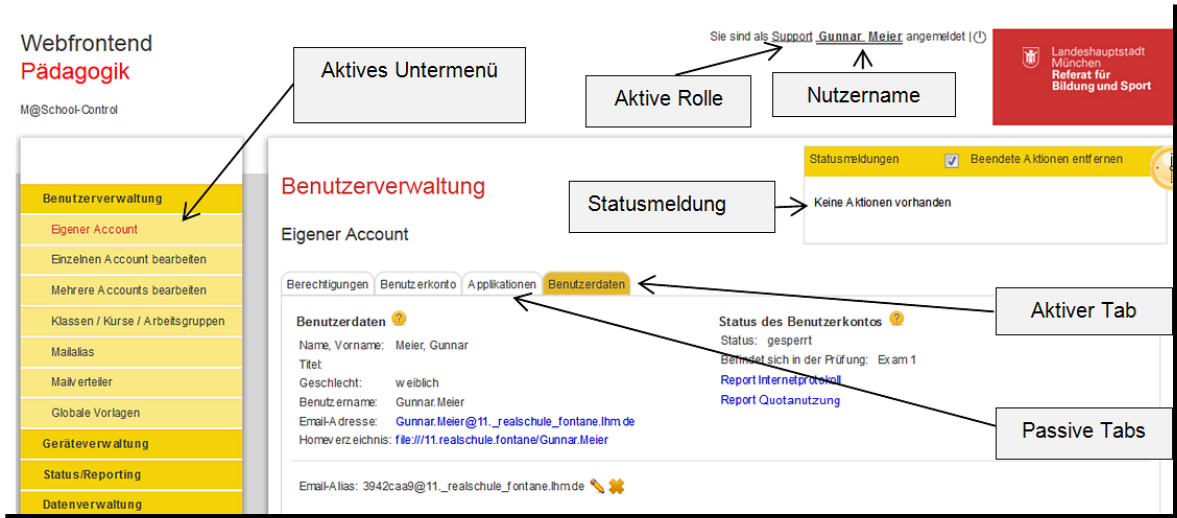 Webfrontend
Pädagogik
M@School-Control
Aktives Untermenü
Sie sind als Support Gunnar Meier angemeldet |
Aktive Rolle
Nutzername
Landeshauptstadt
München
Referat für
Bildung und Sport
Benutzerverwaltung
Eigener Account
Einzelnen Account bearbeiten
Mehrere Accounts bearbeiten
Klassen / Kurse / Arbeitsgruppen
Mailalias
Mailverteiler
Globale Vorlagen
Geräteverwaltung
Status/Reporting
Datenverwaltung
Benutzerverwaltung
Eigener Account
Statusmeldung
Statusmeldungen Beendete Aktionen entfernen
Keine Aktionen vorhanden
Berechtigungen Benutzerkonto Applikationen Benutzerdaten
Aktiver Tab
Passive Tabs
Benutzerdaten ?
Name, Vorname: Meier, Gunnar
Titel:
Geschlecht: weiblich
Benutzername: Gunnar.Meier
Email-Adresse: Gunnar.Meier@11._realschule_fontane.lhm.de
Homeverzeichnis: file:///11.realschule.fontane/Gunnar.Meier
Status des Benutzerkontos ?
Status: gesperrt
Befindet sich in der Prüfung: Exam 1
Report Internetprotokoll
Report Quotanutzung
Email-Alias: 3942caa9@11._realschule_fontane.lhm.de